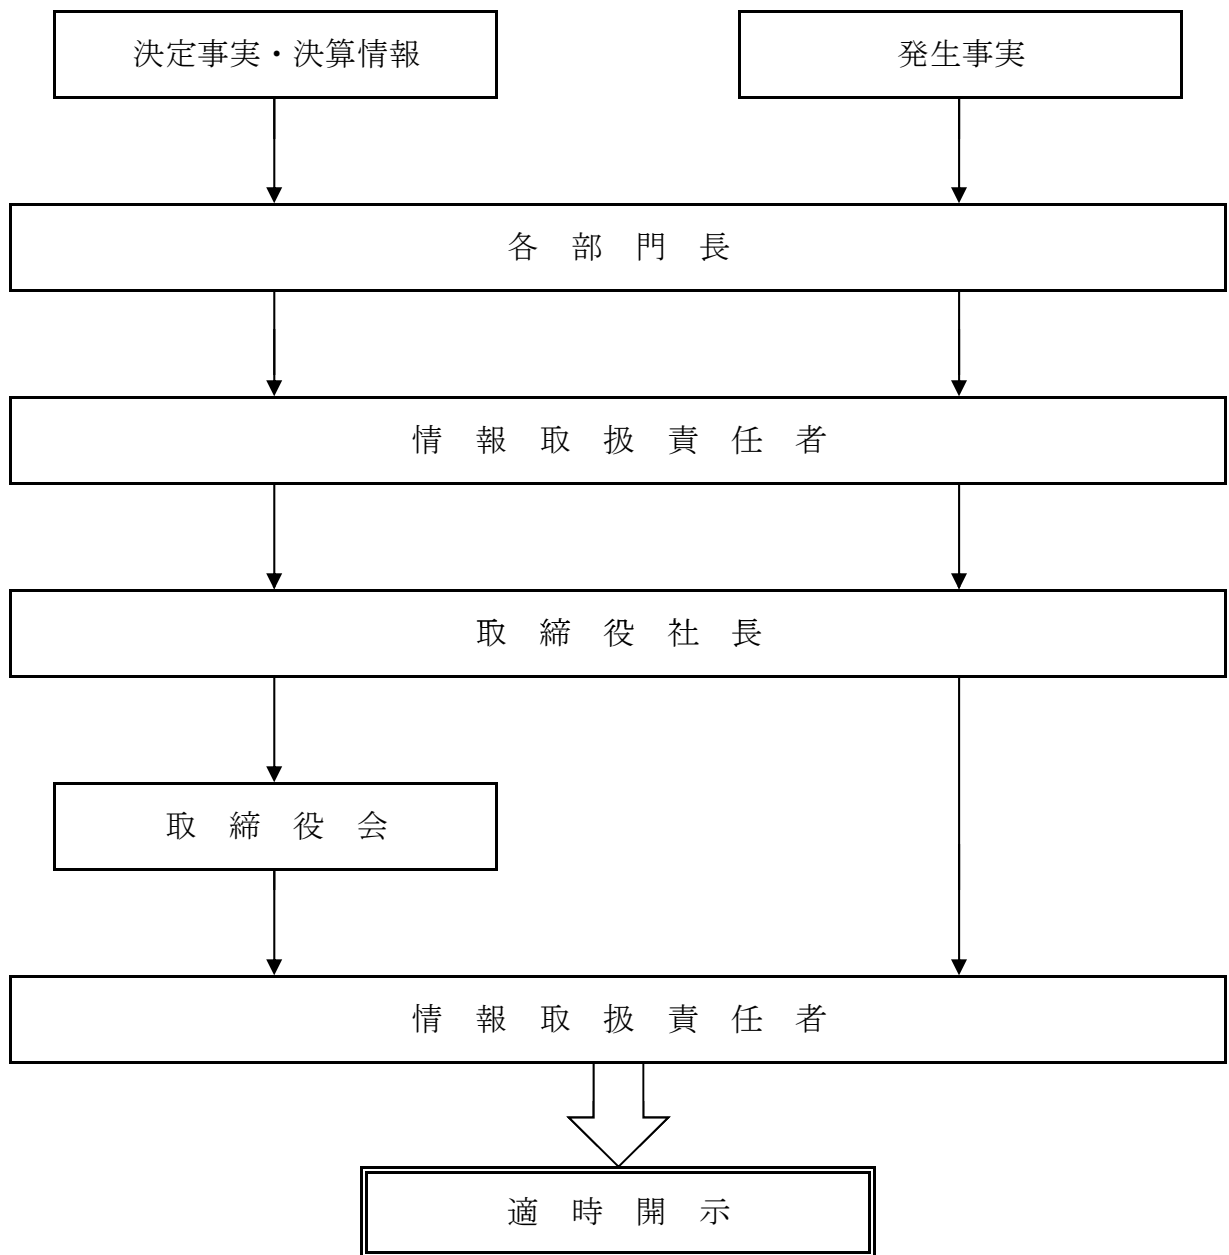 決定事実・決算情報
発生事実
各 部 門 長
情 報 取 扱 責 任 者
取 締 役 社 長
取 締 役 会
情 報 取 扱 責 任 者
適 時 開 示